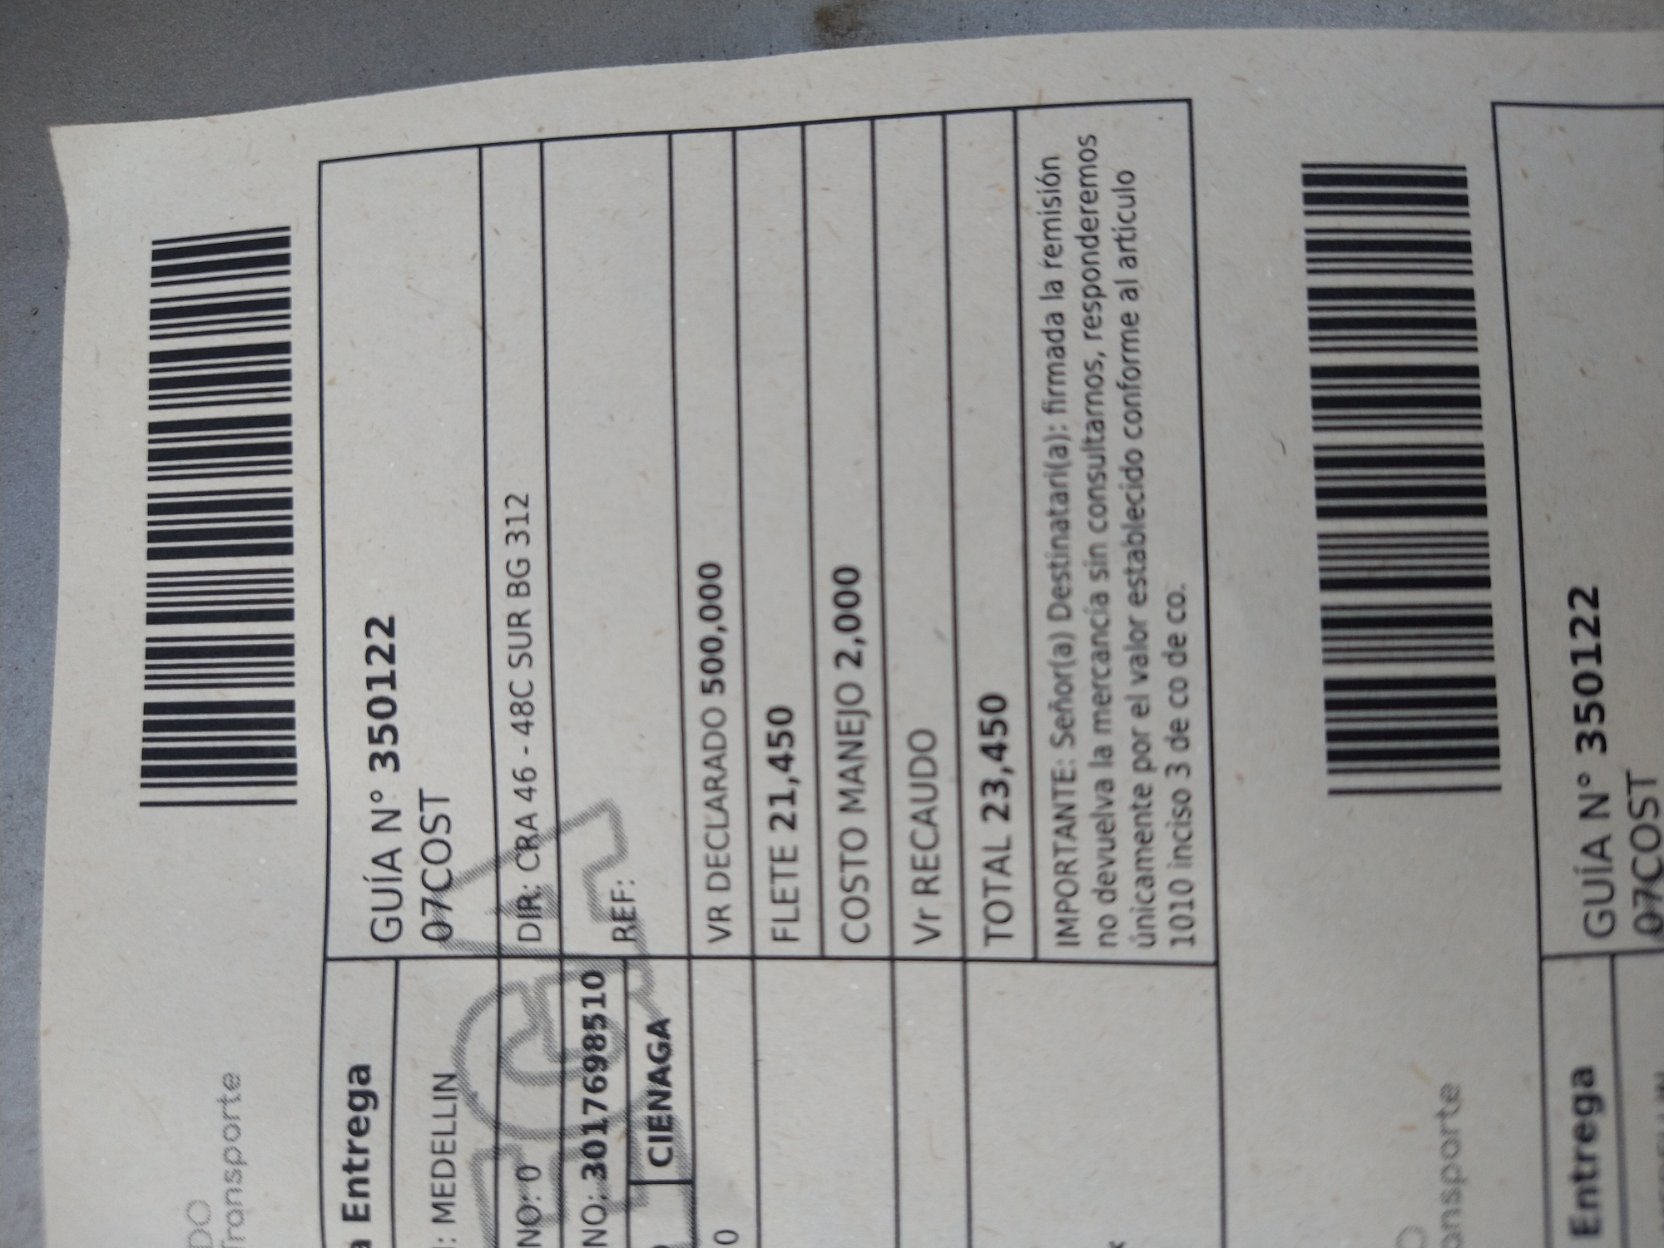 Transporte
Entrega
GUÍA N° 350122
: MEDELLIN
07COST
NO: 0
DIR: CRA 46 - 48C SUR BG 312
NO: 3017698510
REF:
CIENAGA
0
VR DECLARADO 500,000
FLETE 21,450
COSTO MANEJO 2,000
Vr RECAUDO
TOTAL 23,450
IMPORTANTE: Señor(a) Destinatari(a): firmada la remisión
no devuelva la mercancía sin consultarnos, responderemos
únicamente por el valor establecido conforme al articulo
1010 inciso 3 de co de co.
ansporte
Entrega
GUÍA N° 350122
07COST